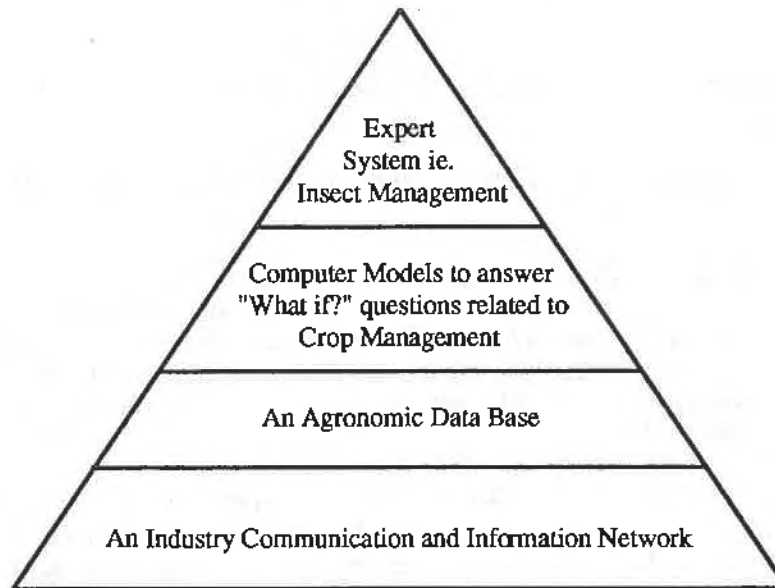 Expert
System ie.
Insect Management
Computer Models to answer
"What if?" questions related to
Crop Management
An Agronomic Data Base
An Industry Communication and Information Network